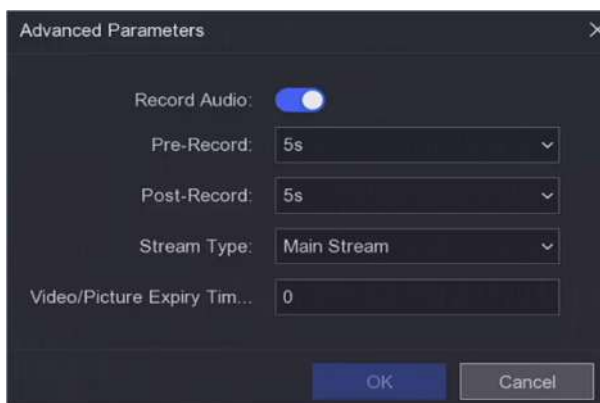 Advanced Parameters
Record Audio:
Pre-Record: 5s
Post-Record: 5s
Stream Type: Main Stream
Video/Picture Expiry Tim... 0
OK Cancel